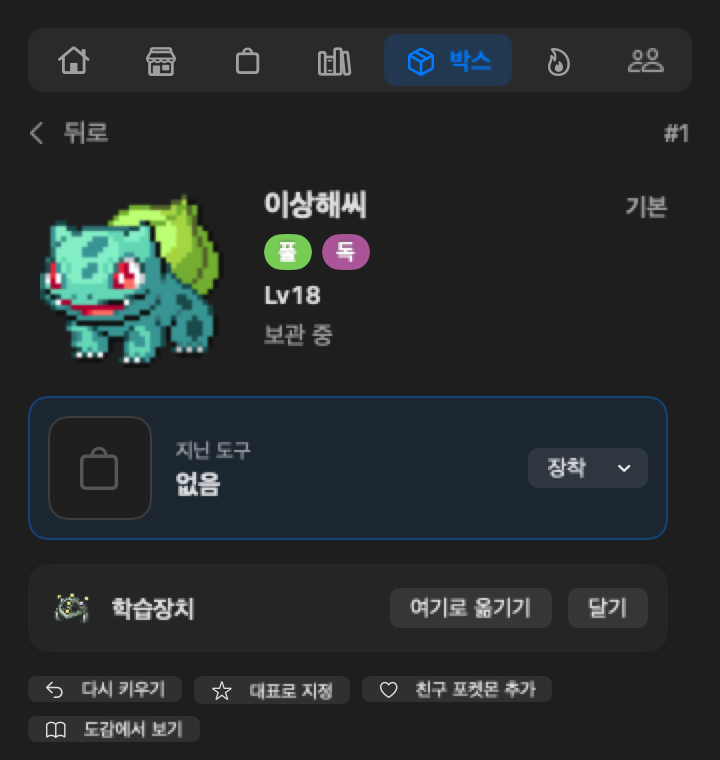 박스
뒤로
#1
이상해씨
기본
풀 독
Lv18
보관 중
지닌 도구
없음
장착
학습장치
여기로 옮기기
달기
다시 키우기
대표로 지정
친구 포켓몬 추가
도감에서 보기